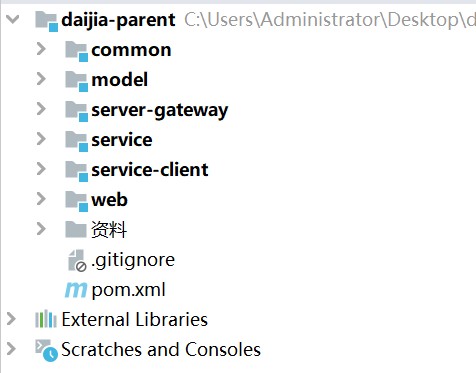 daijia-parent C:\Users\Administrator\Desktop\d
common
model
server-gateway
service
service-client
web
资料
.gitignore
pom.xml
External Libraries
Scratches and Consoles